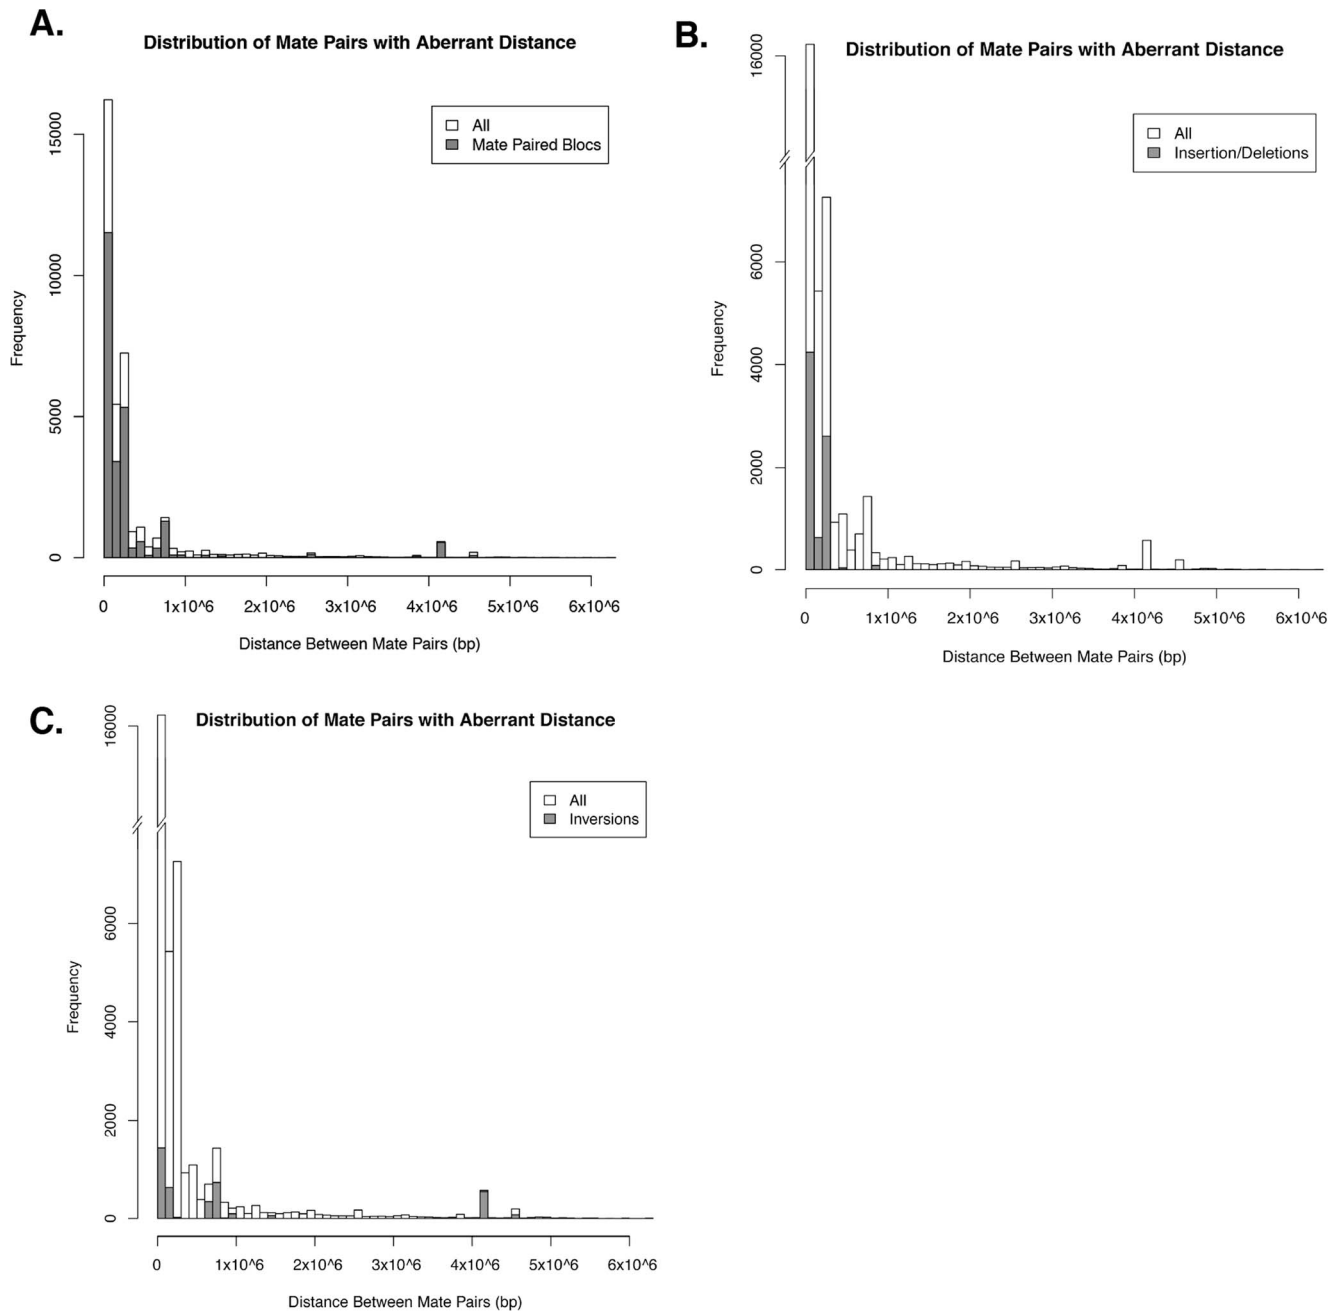 A.
Distribution of Mate Pairs with Aberrant Distance
All
Mate Paired Blocs
Frequency
15000
10000
5000
0
0 1x10^6 2x10^6 3x10^6 4x10^6 5x10^6 6x10^6
Distance Between Mate Pairs (bp)
B.
Distribution of Mate Pairs with Aberrant Distance
All
Insertion/Deletions
Frequency
16000
6000
4000
2000
0
0 1x10^6 2x10^6 3x10^6 4x10^6 5x10^6 6x10^6
Distance Between Mate Pairs (bp)
C.
Distribution of Mate Pairs with Aberrant Distance
All
Inversions
Frequency
16000
6000
4000
2000
0
0 1x10^6 2x10^6 3x10^6 4x10^6 5x10^6 6x10^6
Distance Between Mate Pairs (bp)